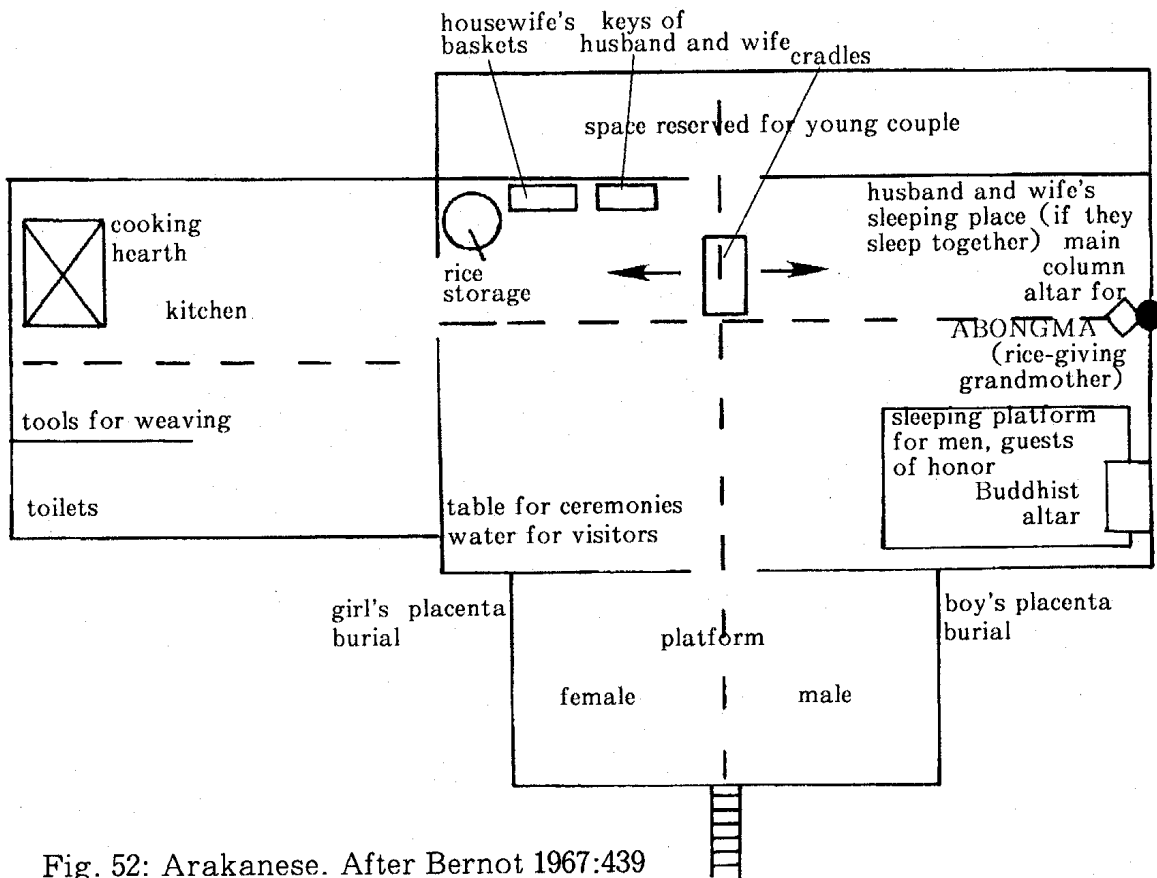 housewife's
baskets
keys of
husband and wife
cradles
space reserved for young couple
cooking
hearth
kitchen
rice
storage
husband and wife's
sleeping place (if they
sleep together) main
column
altar for
ABONGMA
(rice-giving
grandmother)
tools for weaving
toilets
sleeping platform
for men, guests
of honor
Buddhist
altar
table for ceremonies
water for visitors
girl's placenta
burial
platform
boy's placenta
burial
female
male
Fig. 52: Arakanese. After Bernot 1967:439